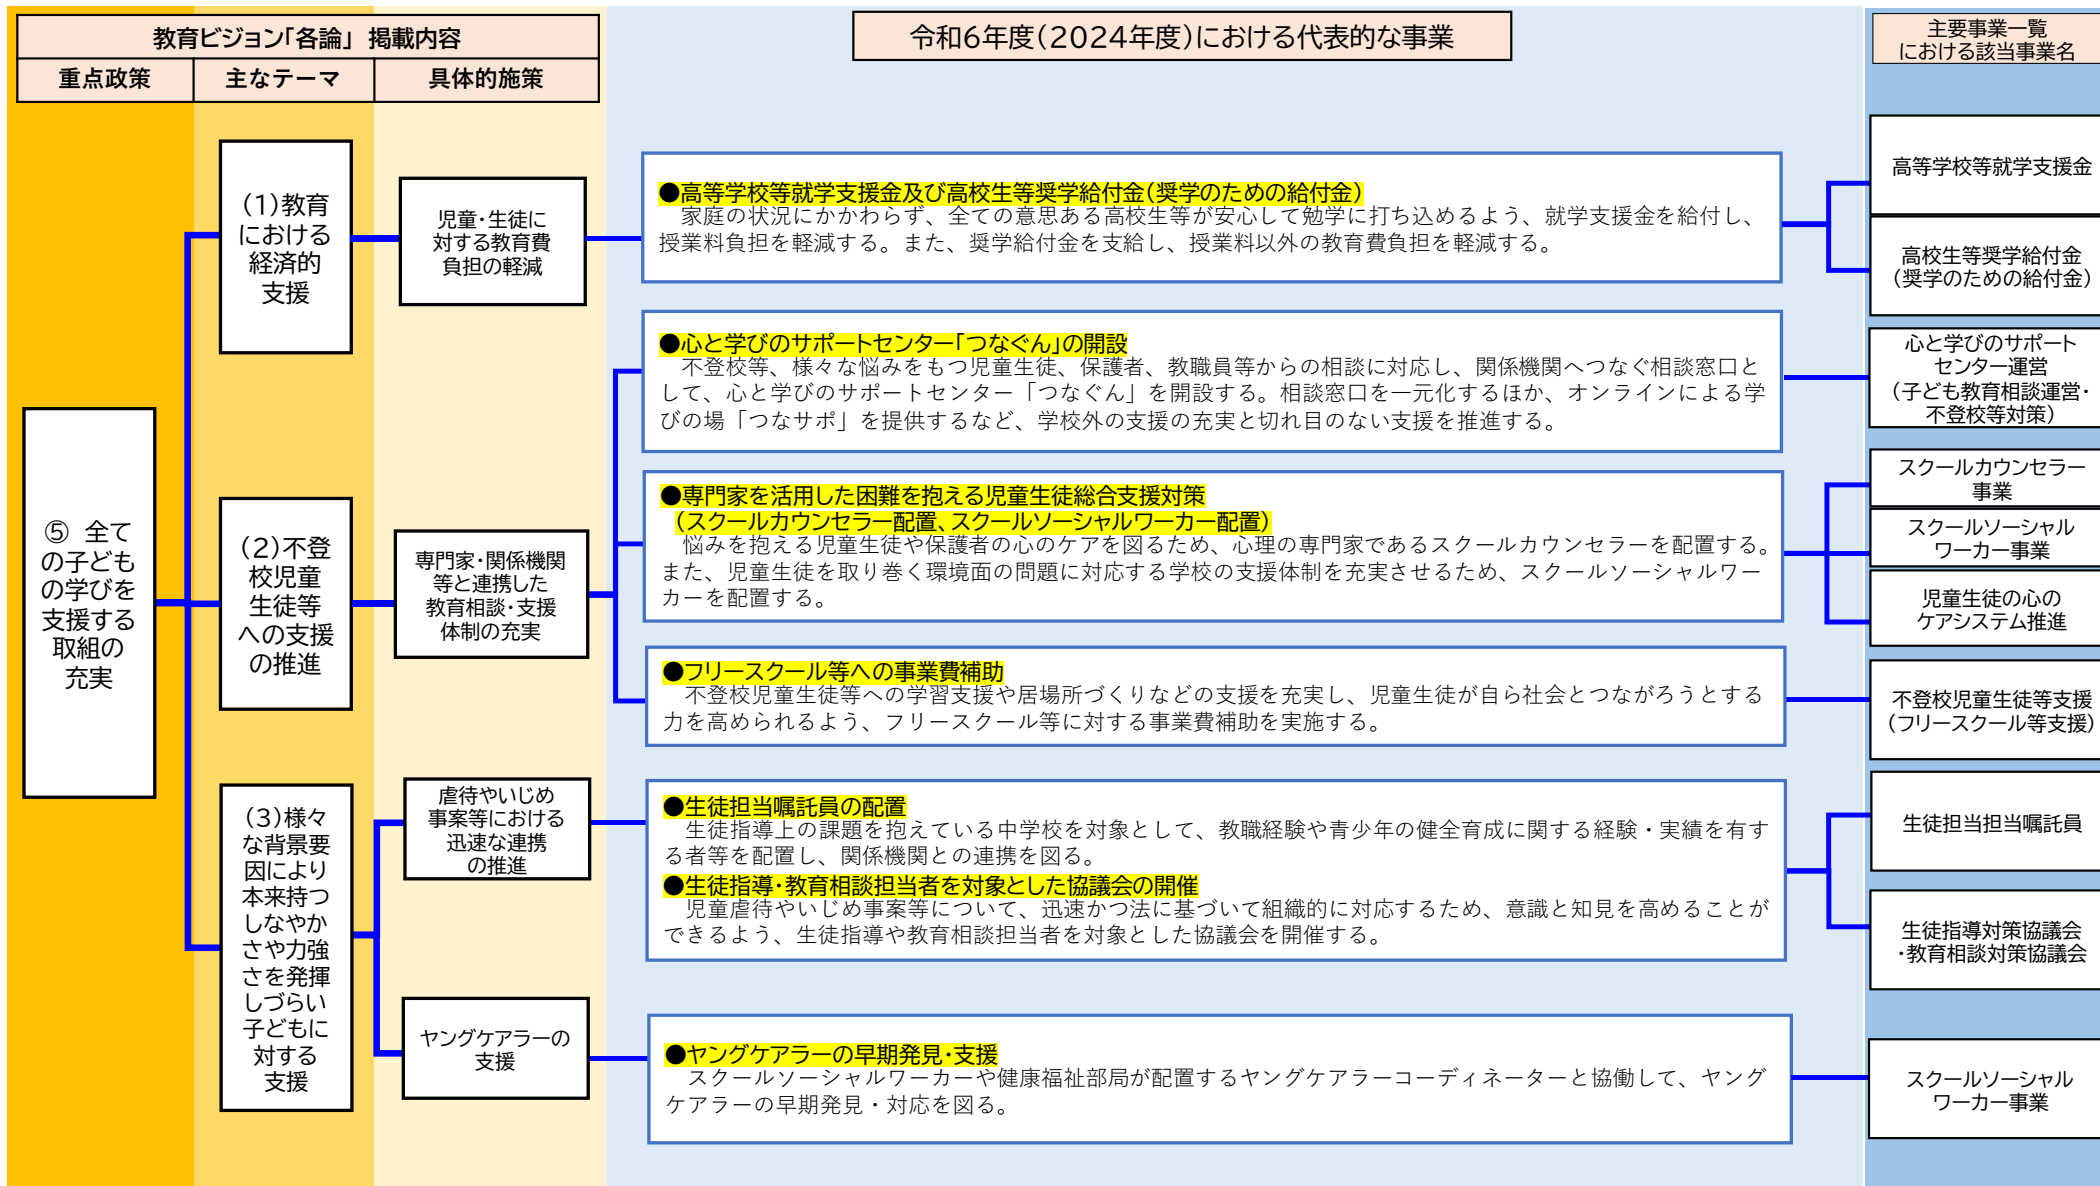 教育ビジョン「各論」 掲載内容
重点政策
主なテーマ
具体的施策
令和6年度(2024年度)における代表的な事業
主要事業一覧
における該当事業名
⑤ 全て
の子ども
の学びを
支援する
取組の
充実
(1)教育
における
経済的
支援
児童・生徒に
対する教育費
負担の軽減
●高等学校等就学支援金及び高校生等奨学給付金(奨学のための給付金)
家庭の状況にかかわらず、全ての意思ある高校生等が安心して勉学に打ち込めるよう、就学支援金を給付し、
授業料負担を軽減する。また、奨学給付金を支給し、授業料以外の教育費負担を軽減する。
高等学校等就学支援金
高校生等奨学給付金
(奨学のための給付金)
(2)不登
校児童
生徒等
への支援
の推進
専門家・関係機関
等と連携した
教育相談・支援
体制の充実
●心と学びのサポートセンター「つなぐん」の開設
不登校等、様々な悩みをもつ児童生徒、保護者、教職員等からの相談に対応し、関係機関へつなぐ相談窓口と
して、心と学びのサポートセンター「つなぐん」を開設する。相談窓口を一元化するほか、オンラインによる学
びの場「つなサポ」を提供するなど、学校外の支援の充実と切れ目のない支援を推進する。
心と学びのサポート
センター運営
(子ども教育相談運営・
不登校等対策)
●専門家を活用した困難を抱える児童生徒総合支援対策
(スクールカウンセラー配置、スクールソーシャルワーカー配置)
悩みを抱える児童生徒や保護者の心のケアを図るため、心理の専門家であるスクールカウンセラーを配置する。
また、児童生徒を取り巻く環境面の問題に対応する学校の支援体制を充実させるため、スクールソーシャルワー
カーを配置する。
スクールカウンセラー
事業
スクールソーシャル
ワーカー事業
児童生徒の心の
ケアシステム推進
●フリースクール等への事業費補助
不登校児童生徒等への学習支援や居場所づくりなどの支援を充実し、児童生徒が自ら社会とつながろうとする
力を高められるよう、フリースクール等に対する事業費補助を実施する。
不登校児童生徒等支援
(フリースクール等支援)
(3)様々
な背景要
因により
本来持つ
しなやか
さや力強
さを発揮
しづらい
子どもに
対する
支援
虐待やいじめ
事案等における
迅速な連携
の推進
●生徒担当嘱託員の配置
生徒指導上の課題を抱えている中学校を対象として、教職経験や青少年の健全育成に関する経験・実績を有す
る者等を配置し、関係機関との連携を図る。
●生徒指導・教育相談担当者を対象とした協議会の開催
児童虐待やいじめ事案等について、迅速かつ法に基づいて組織的に対応するため、意識と知見を高めることが
できるよう、生徒指導や教育相談担当者を対象とした協議会を開催する。
生徒担当担当嘱託員
生徒指導対策協議会
・教育相談対策協議会
ヤングケアラーの
支援
●ヤングケアラーの早期発見・支援
スクールソーシャルワーカーや健康福祉部局が配置するヤングケアラーコーディネーターと協働して、ヤング
ケアラーの早期発見・対応を図る。
スクールソーシャル
ワーカー事業